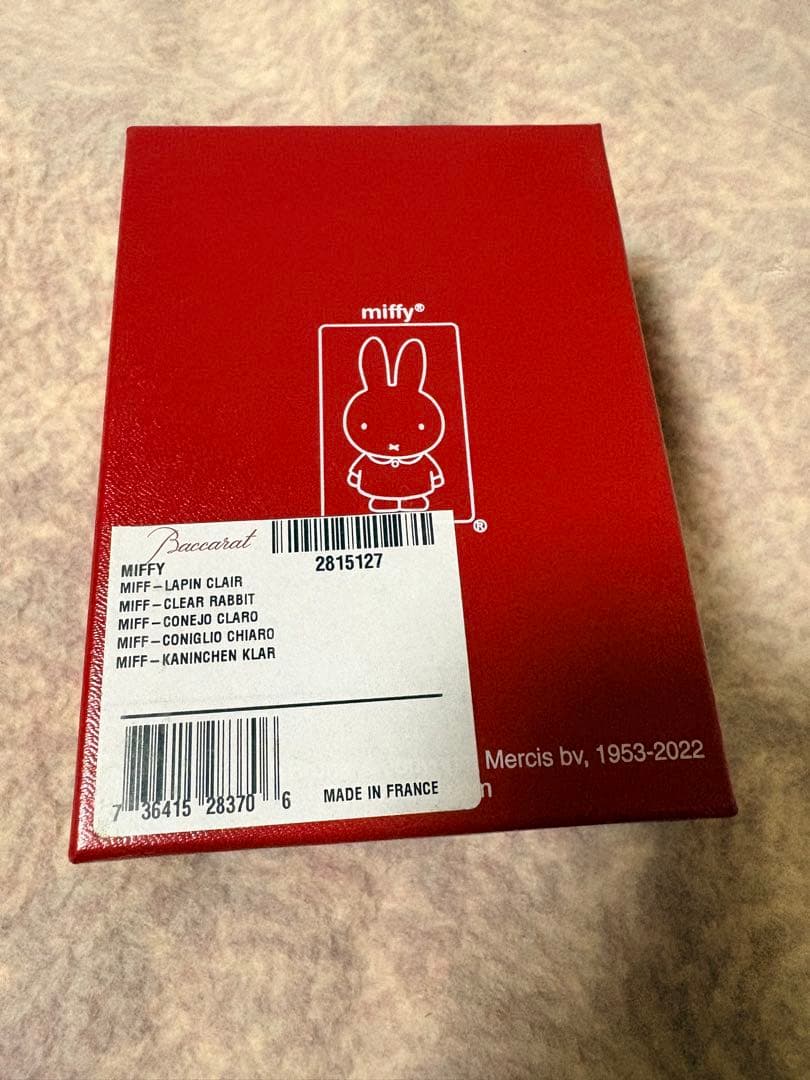 miffy®
®
Baccarat
2815127
MIFFY
MIFF–LAPIN CLAIR
MIFF–CLEAR RABBIT
MIFF–CONEJO CLARO
MIFF–CONIGLIO CHIARO
MIFF–KANINCHEN KLAR
7 36415 28370 6
MADE IN FRANCE
Mercis bv, 1953-2022